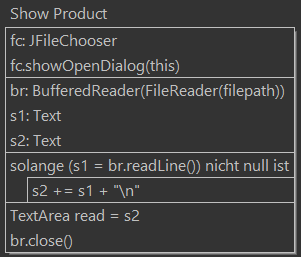 Show Product
fc: JFileChooser
fc.showOpenDialog(this)
br: BufferedReader(FileReader(filepath))
s1: Text
s2: Text
solange (s1 = br.readLine()) nicht null ist
s2 += s1 + "\n"
TextArea read = s2
br.close()